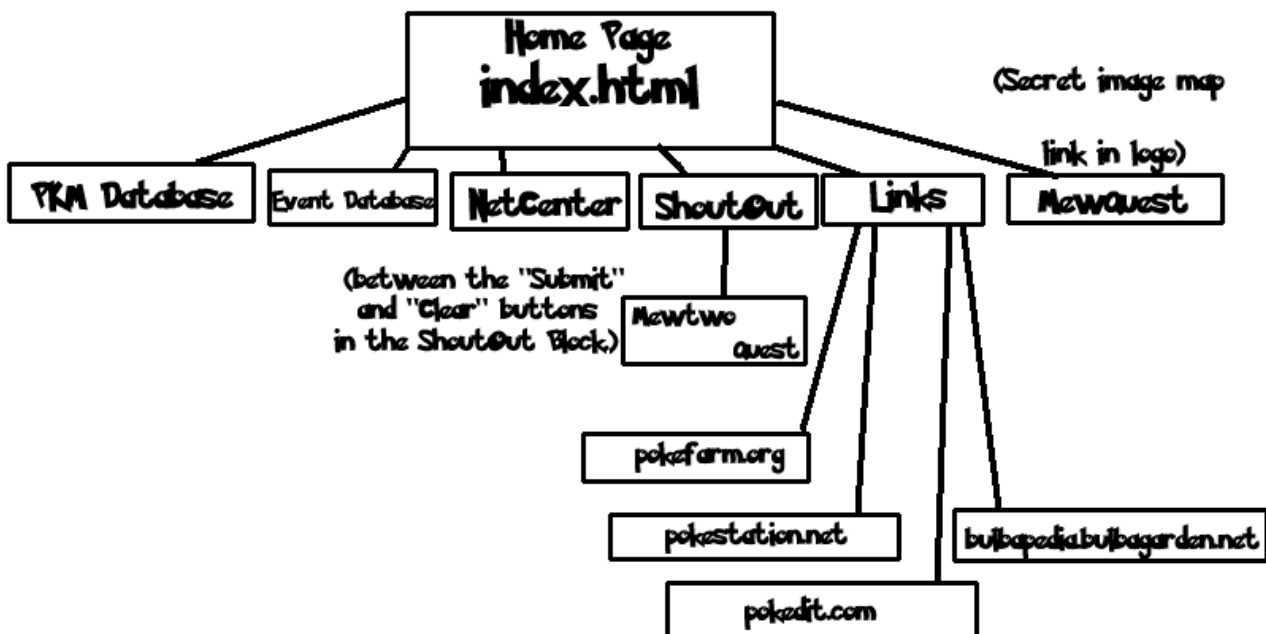 Home Page
index.html
(Secret image map
link in logo)
PKM Database
Event Database
NetCenter
ShoutOut
Links
MewQuest
(between the "Submit"
and "Clear" buttons
in the ShoutOut Block.)
Mewtwo
Quest
pokefarm.org
pokestation.net
bulbapedia.bulbagarden.net
pokedit.com